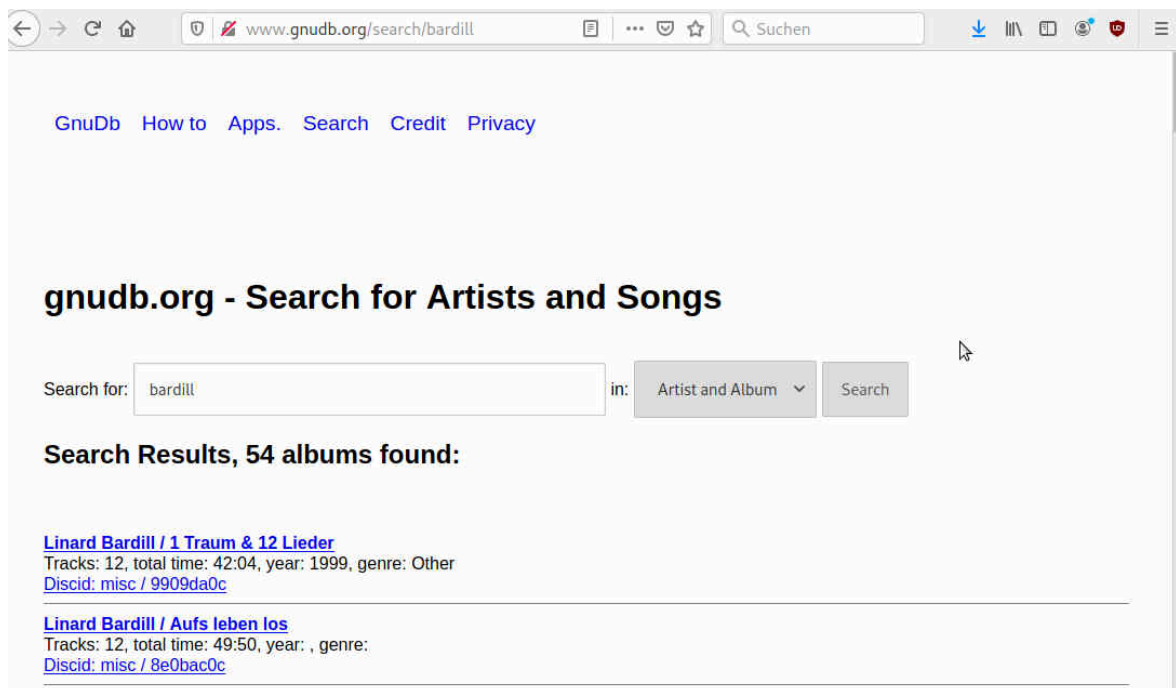 www.gnudb.org/search/bardill
Suchen
GnuDb How to Apps. Search Credit Privacy
gnudb.org - Search for Artists and Songs
Search for: bardill in: Artist and Album Search
Search Results, 54 albums found:
Linard Bardill / 1 Traum & 12 Lieder
Tracks: 12, total time: 42:04, year: 1999, genre: Other
Discid: misc / 9909da0c
Linard Bardill / Aufs leben los
Tracks: 12, total time: 49:50, year: , genre:
Discid: misc / 8e0bac0c